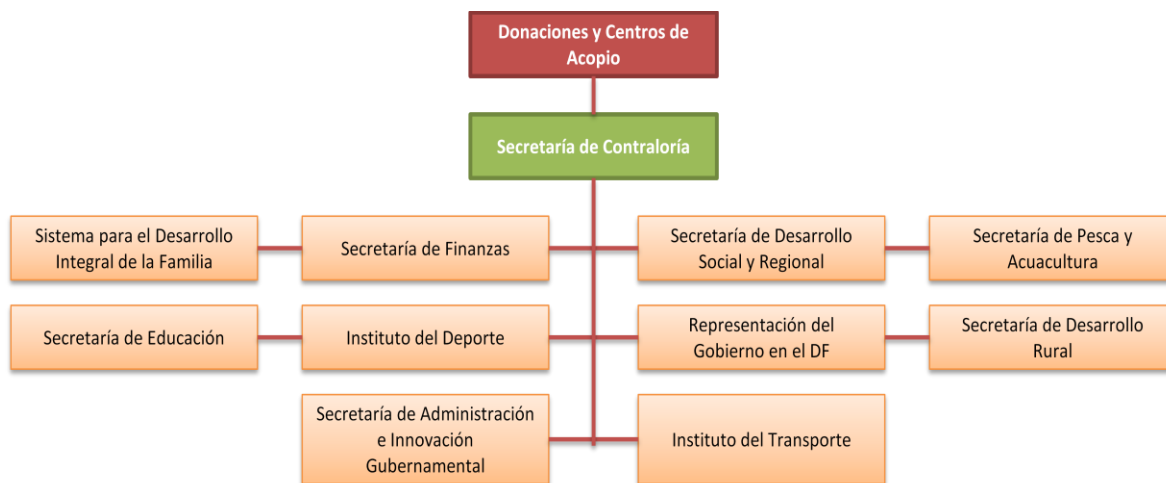 Donaciones y Centros de
Acopio
Secretaría de Contraloría
Sistema para el Desarrollo
Integral de la Familia
Secretaría de Finanzas
Secretaría de Desarrollo
Social y Regional
Secretaría de Pesca y
Acuacultura
Secretaría de Educación
Instituto del Deporte
Representación del
Gobierno en el DF
Secretaría de Desarrollo
Rural
Secretaría de Administración
e Innovación
Gubernamental
Instituto del Transporte